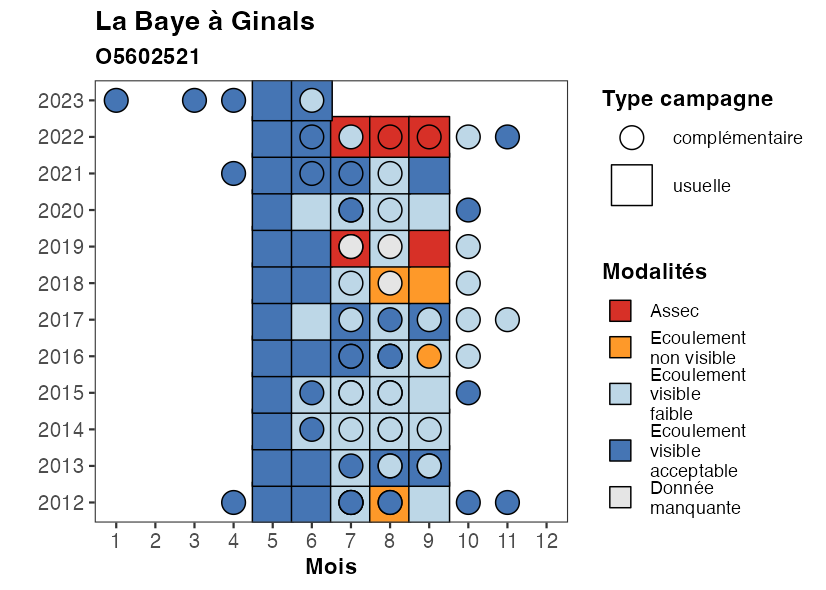 La Baye à Ginals
O5602521
2023
2022
2021
2020
2019
2018
2017
2016
2015
2014
2013
2012
1 2 3 4 5 6 7 8 9 10 11 12
Mois
Type campagne
complémentaire
usuelle
Modalités
Assec
Ecoulement
non visible
Ecoulement
visible
faible
Ecoulement
visible
acceptable
Donnée
manquante